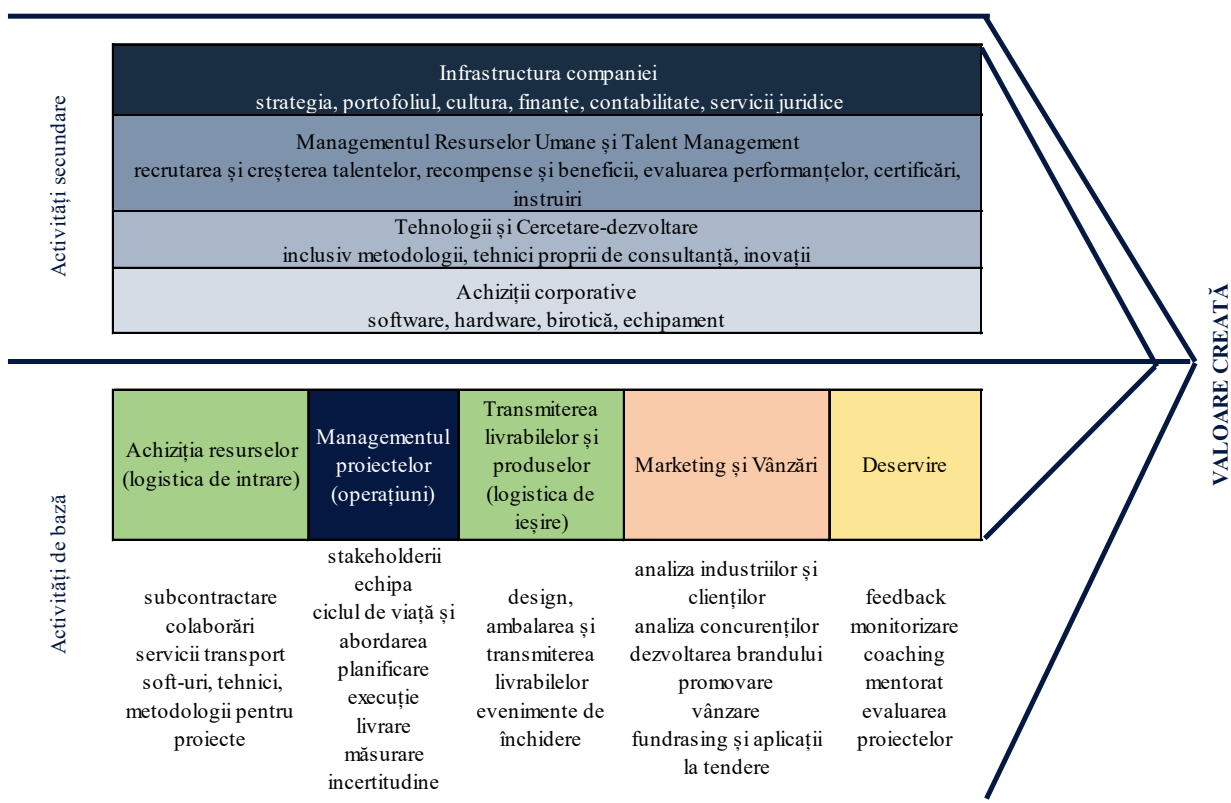 Activități secundare
Infrastructura companiei
strategia, portofoliul, cultura, finanțe, contabilitate, servicii juridice
Managementul Resurselor Umane și Talent Management
recrutarea și creșterea talentelor, recompense și beneficii, evaluarea performanțelor, certificări,
instruiri
Tehnologii și Cercetare-dezvoltare
inclusiv metodologii, tehnici proprii de consultanță, inovații
Achiziții corporative
software, hardware, birotică, echipament
Activități de bază
Achiziția resurselor
(logistica de intrare)
Managementul
proiectelor
(operațiuni)
Transmiterea
livrabilelor și
produselor
(logistica de
ieșire)
Marketing și Vânzări
Deservire
subcontractare
colaborări
servicii transport
soft-uri, tehnici,
metodologii pentru
proiecte
stakeholderii
echipa
ciclul de viață și
abordarea
planificare
execuție
livrare
măsurare
incertitudine
design,
ambalarea și
transmiterea
livrabilelor
evenimente de
închidere
analiza industriilor și
clienților
analiza concurenților
dezvoltarea brandului
promovare
vânzare
fundrasing și aplicații
la tendere
feedback
monitorizare
coaching
mentorat
evaluarea
proiectelor
VALOARE CREATĂ